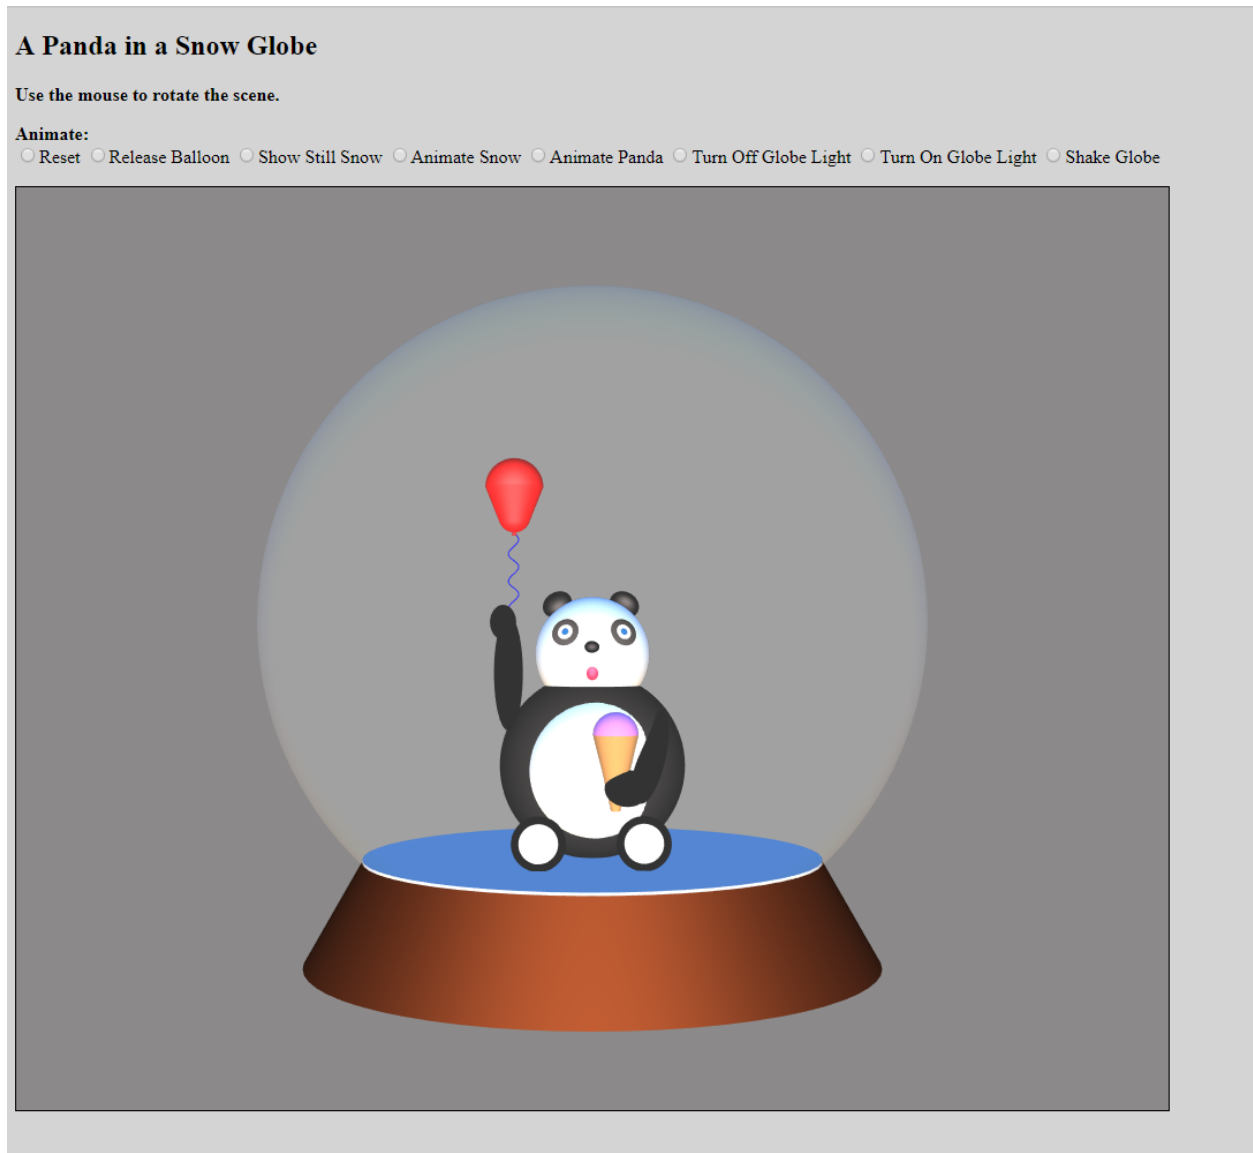 A Panda in a Snow Globe
Use the mouse to rotate the scene.
Animate:
Reset Release Balloon Show Still Snow Animate Snow Animate Panda Turn Off Globe Light Turn On Globe Light Shake Globe